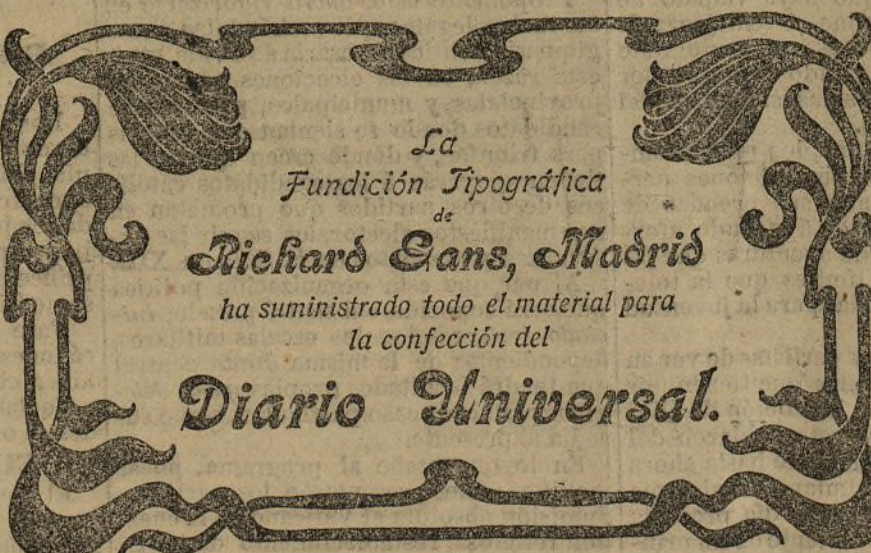 La
Fundición Tipográfica
de
Richard Gans, Madrid
ha suministrado todo el material para
la confección del
Diario Universal.